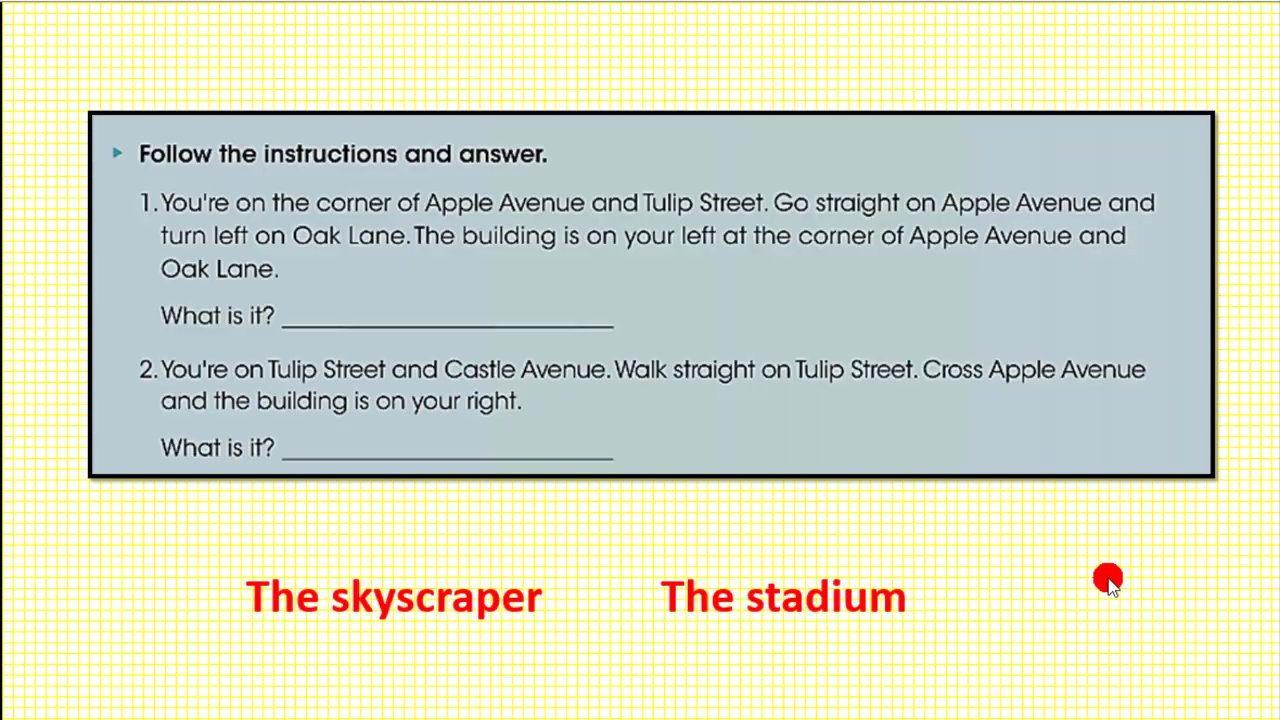 Follow the instructions and answer.
1. You're on the corner of Apple Avenue and Tulip Street. Go straight on Apple Avenue and
turn left on Oak Lane. The building is on your left at the corner of Apple Avenue and
Oak Lane.
What is it? ____________________
2. You're on Tulip Street and Castle Avenue. Walk straight on Tulip Street. Cross Apple Avenue
and the building is on your right.
What is it? ____________________
The skyscraper The stadium